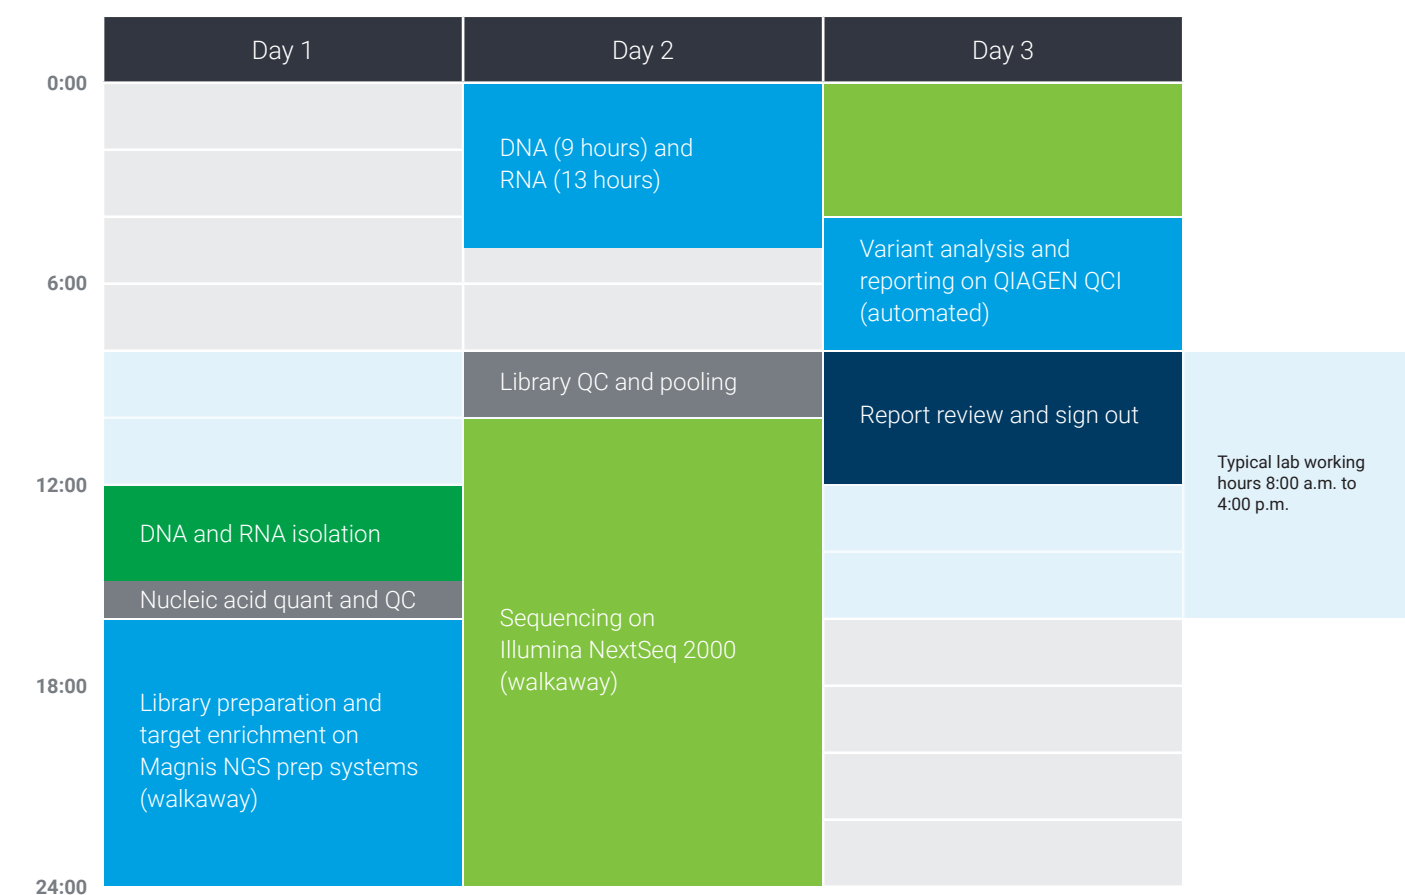 Day 1
Day 2
Day 3
0:00
6:00
12:00
18:00
24:00
DNA and RNA isolation
Nucleic acid quant and QC
Library preparation and
target enrichment on
Magnis NGS prep systems
(walkaway)
DNA (9 hours) and
RNA (13 hours)
Library QC and pooling
Sequencing on
Illumina NextSeq 2000
(walkaway)
Variant analysis and
reporting on QIAGEN QCI
(automated)
Report review and sign out
Typical lab working
hours 8:00 a.m. to
4:00 p.m.